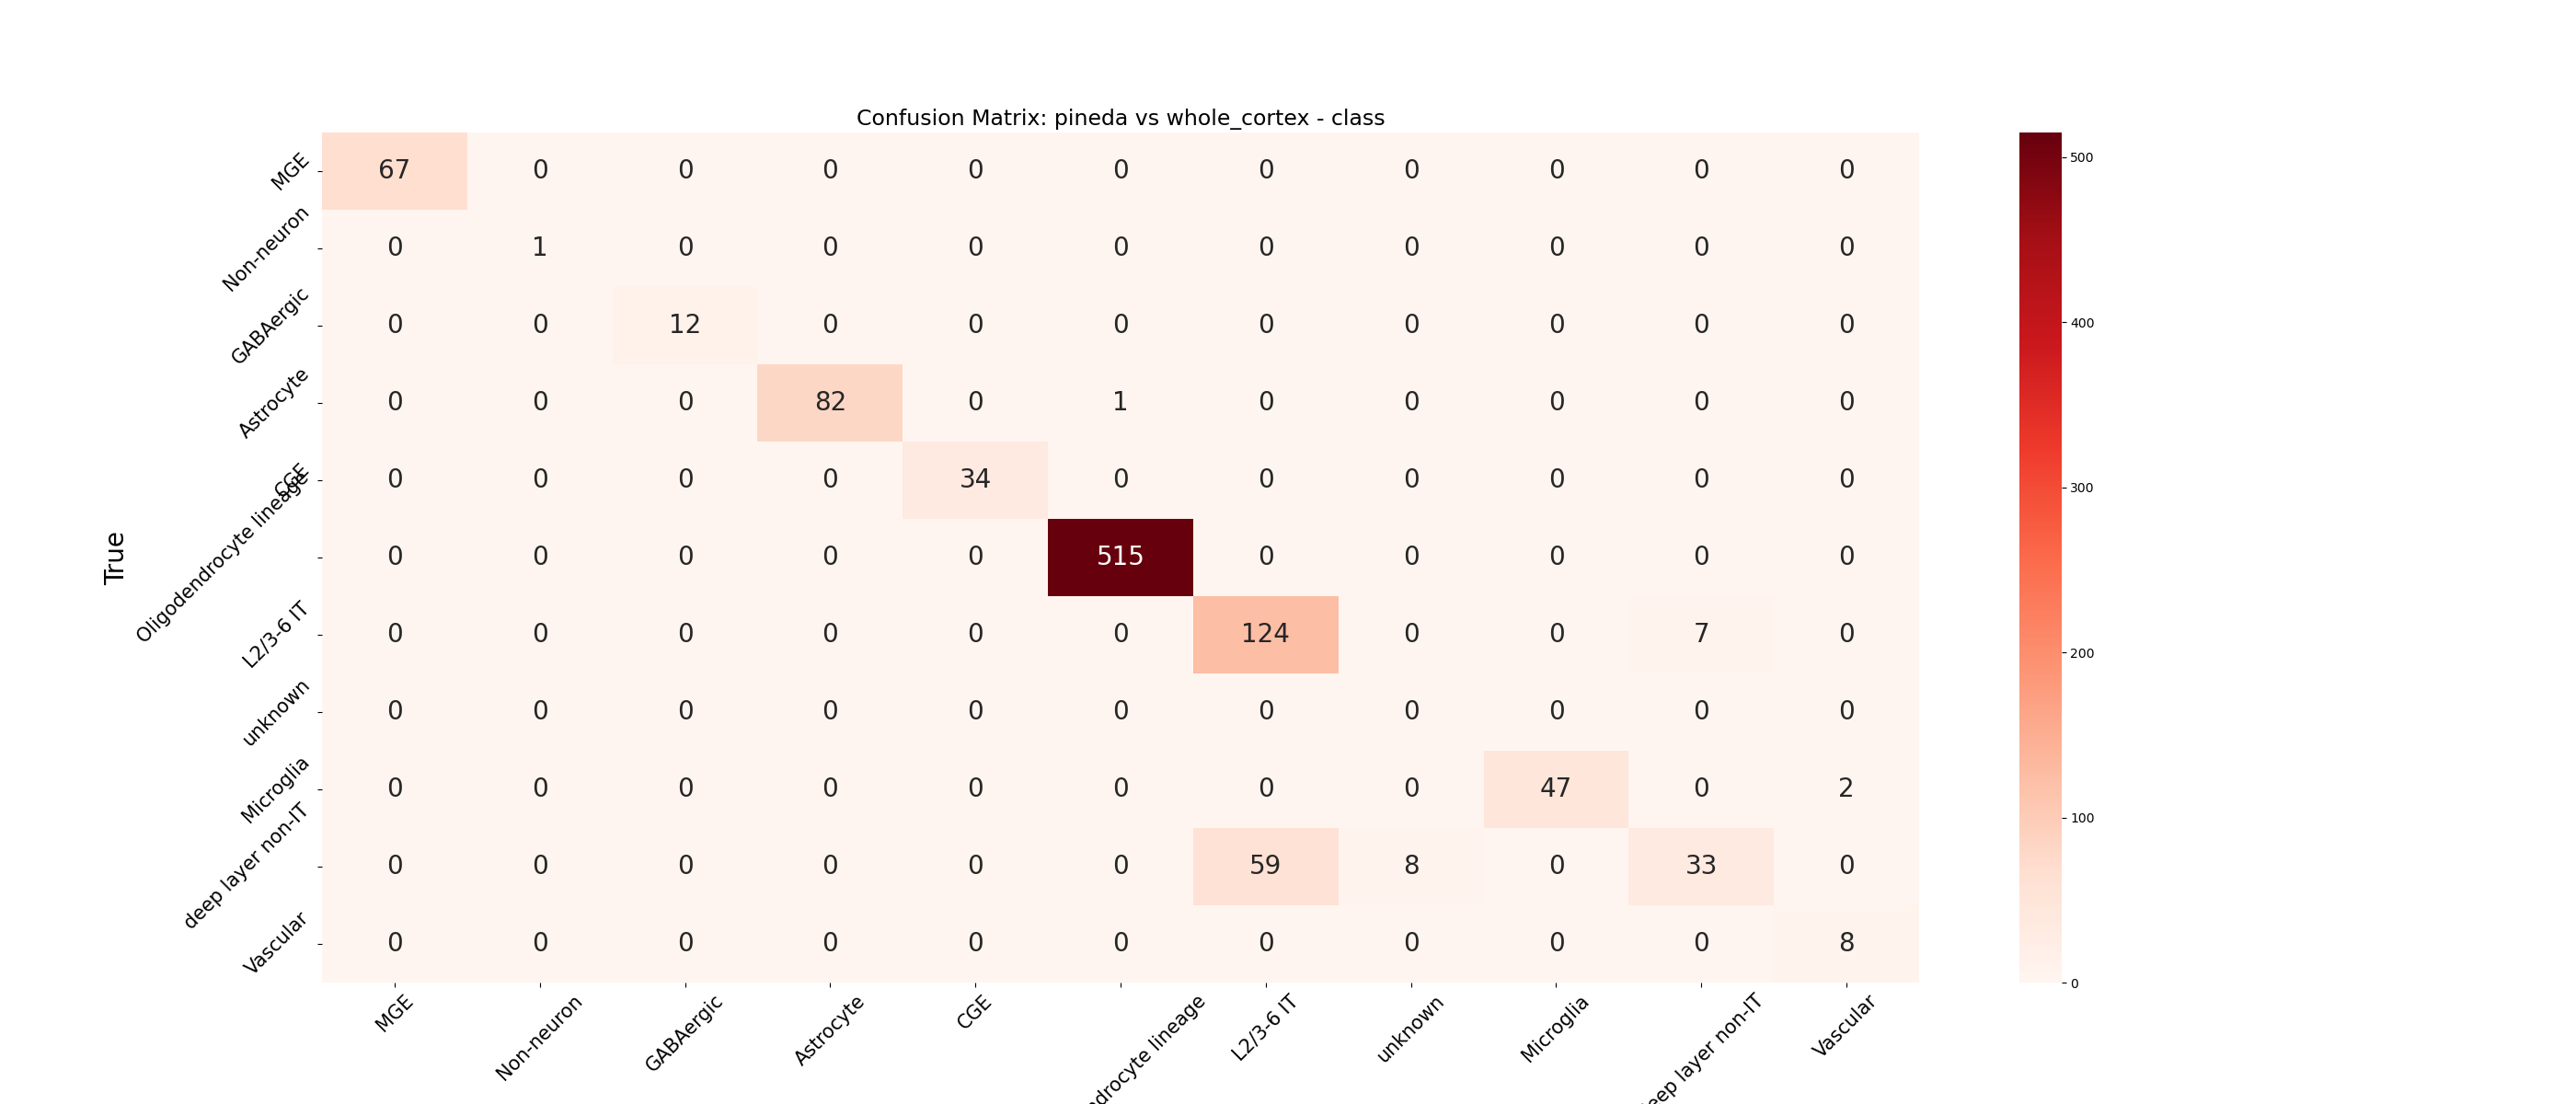 Confusion Matrix: pineda vs whole_cortex - class
True
MGE 67 0 0 0 0 0 0 0 0 0 0
Non-neuron 0 1 0 0 0 0 0 0 0 0 0
GABAergic 0 0 12 0 0 0 0 0 0 0 0
Astrocyte 0 0 0 82 0 1 0 0 0 0 0
CGE 0 0 0 0 34 0 0 0 0 0 0
Oligodendrocyte lineage 0 0 0 0 0 515 0 0 0 0 0
L2/3-6 IT 0 0 0 0 0 0 124 0 0 7 0
unknown 0 0 0 0 0 0 0 0 0 0 0
Microglia 0 0 0 0 0 0 0 0 47 0 2
deep layer non-IT 0 0 0 0 0 0 59 8 0 33 0
Vascular 0 0 0 0 0 0 0 0 0 0 8
MGE
Non-neuron
GABAergic
Astrocyte
CGE
ndrocyte lineage
L2/3-6 IT
unknown
Microglia
eep layer non-IT
Vascular
500
400
300
200
100
0